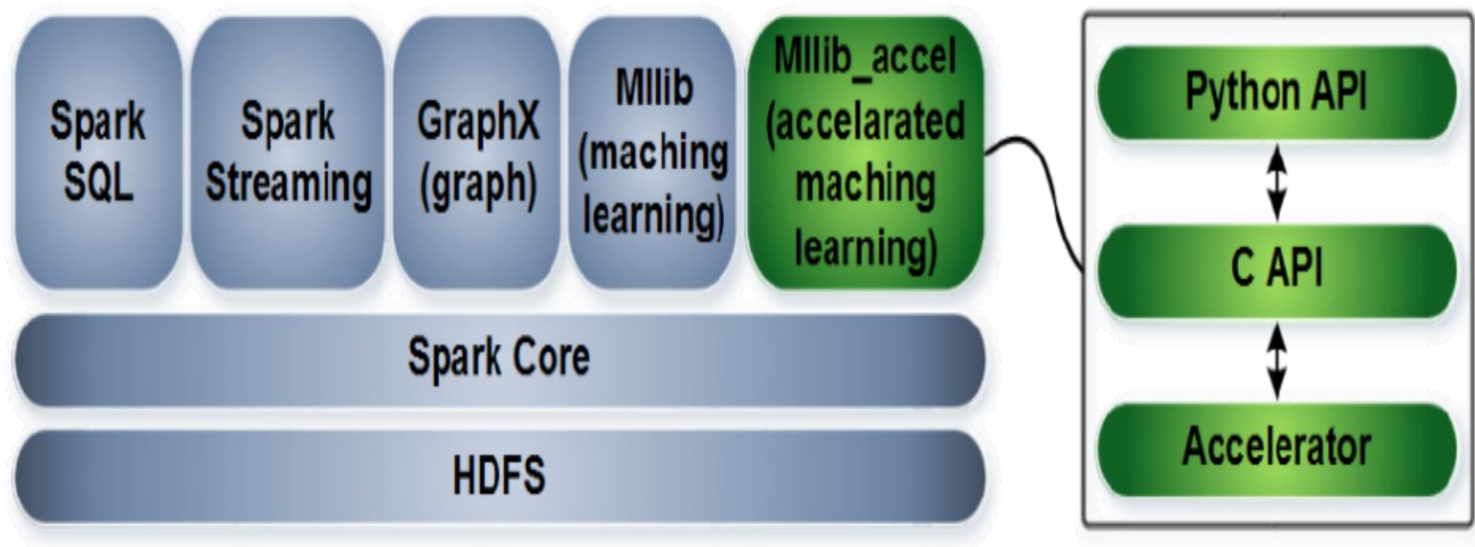 Spark
SQL
Spark
Streaming
GraphX
(graph)
Mllib
(maching
learning)
Mllib_accel
(accelarated
maching
learning)
Spark Core
HDFS
Python API
C API
Accelerator